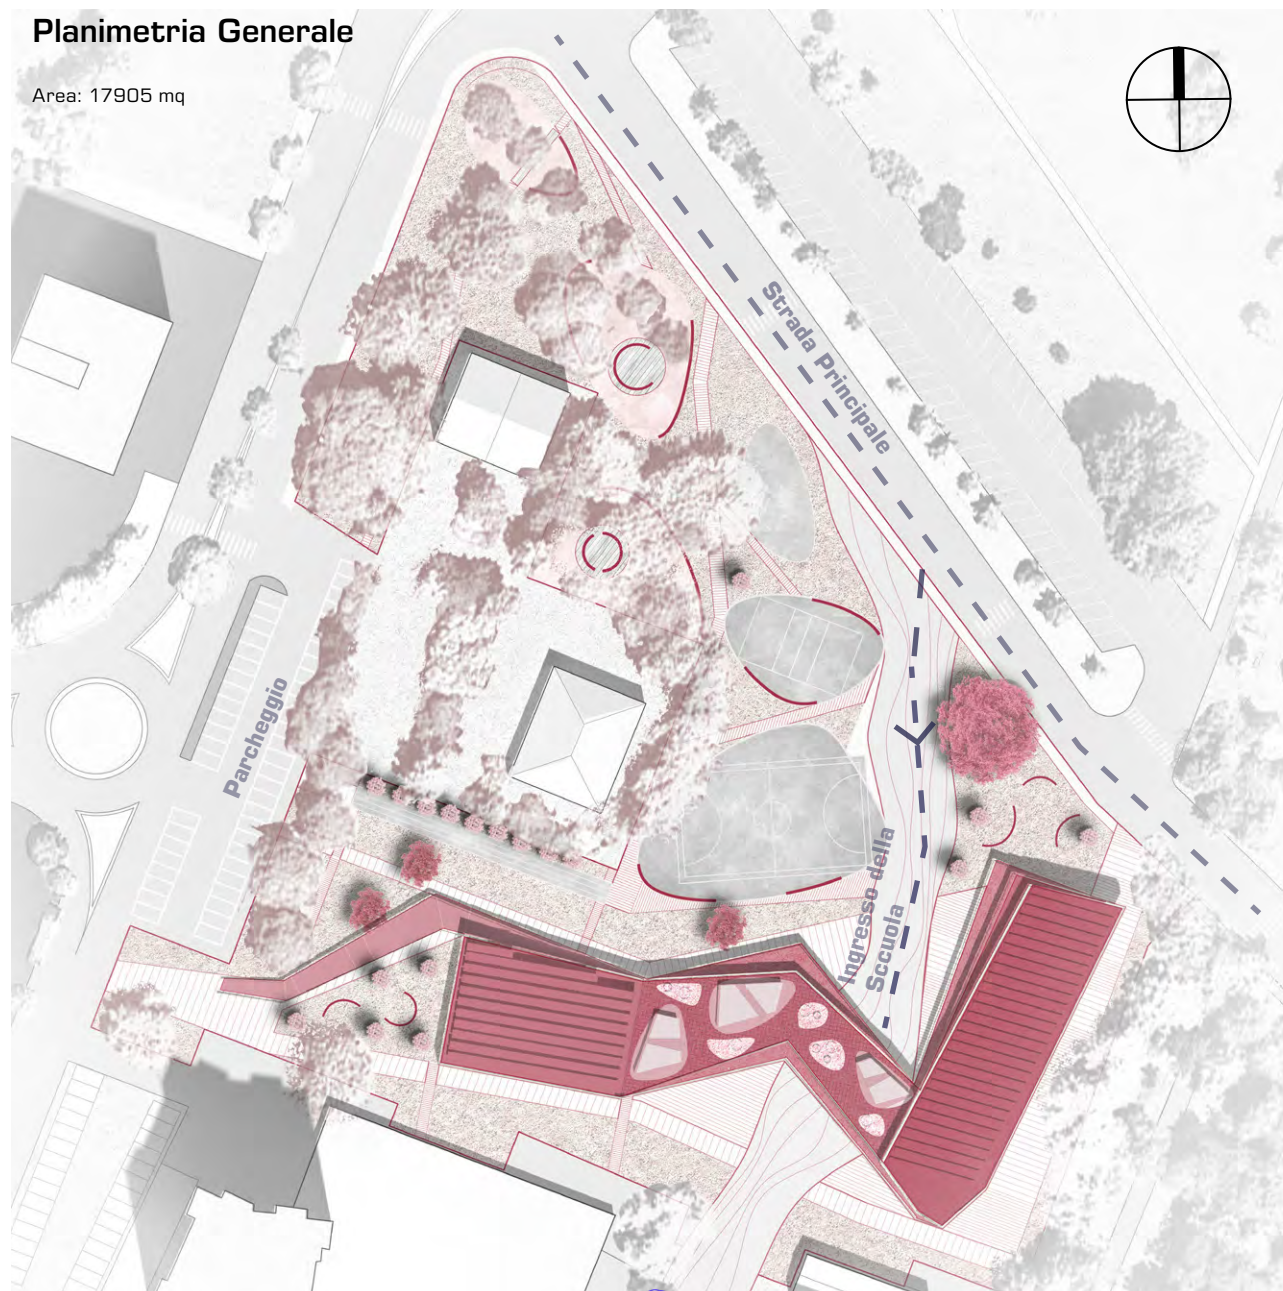 Planimetria Generale
Area: 17905 mq
Strada Principale
Parcheggio
Ingresso della
Sccuola